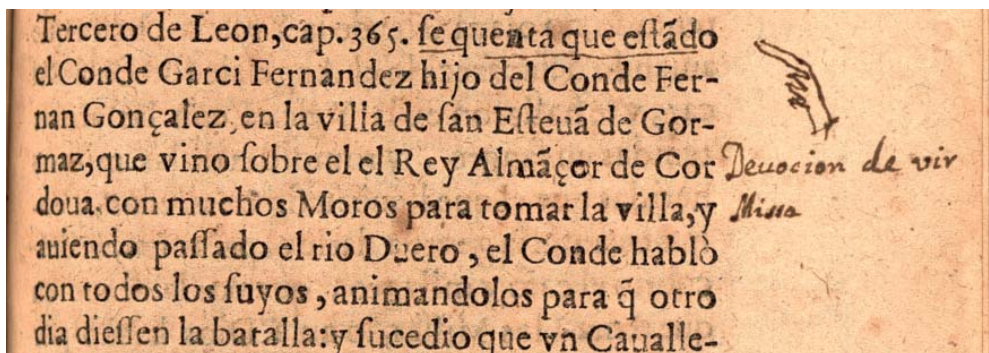 Tercero de Leon,cap.365. ſe quenta que eſtãdo
el Conde Garci Fernandez hijo del Conde Fer-
nan Gonçalez,en la villa de ſan Eſteuã de Gor-
maz,que vino ſobre el el Rey Almãçor de Cor
doua.con muchos Moros para tomar la villa,y
auiendo paſſado el rio Duero, el Conde hablò
con todos los ſuyos, animandolos para q̃ otro
dia dieſſen la batalla:y ſucedio que vn Cauallе-
Deuocion de vir
Missa